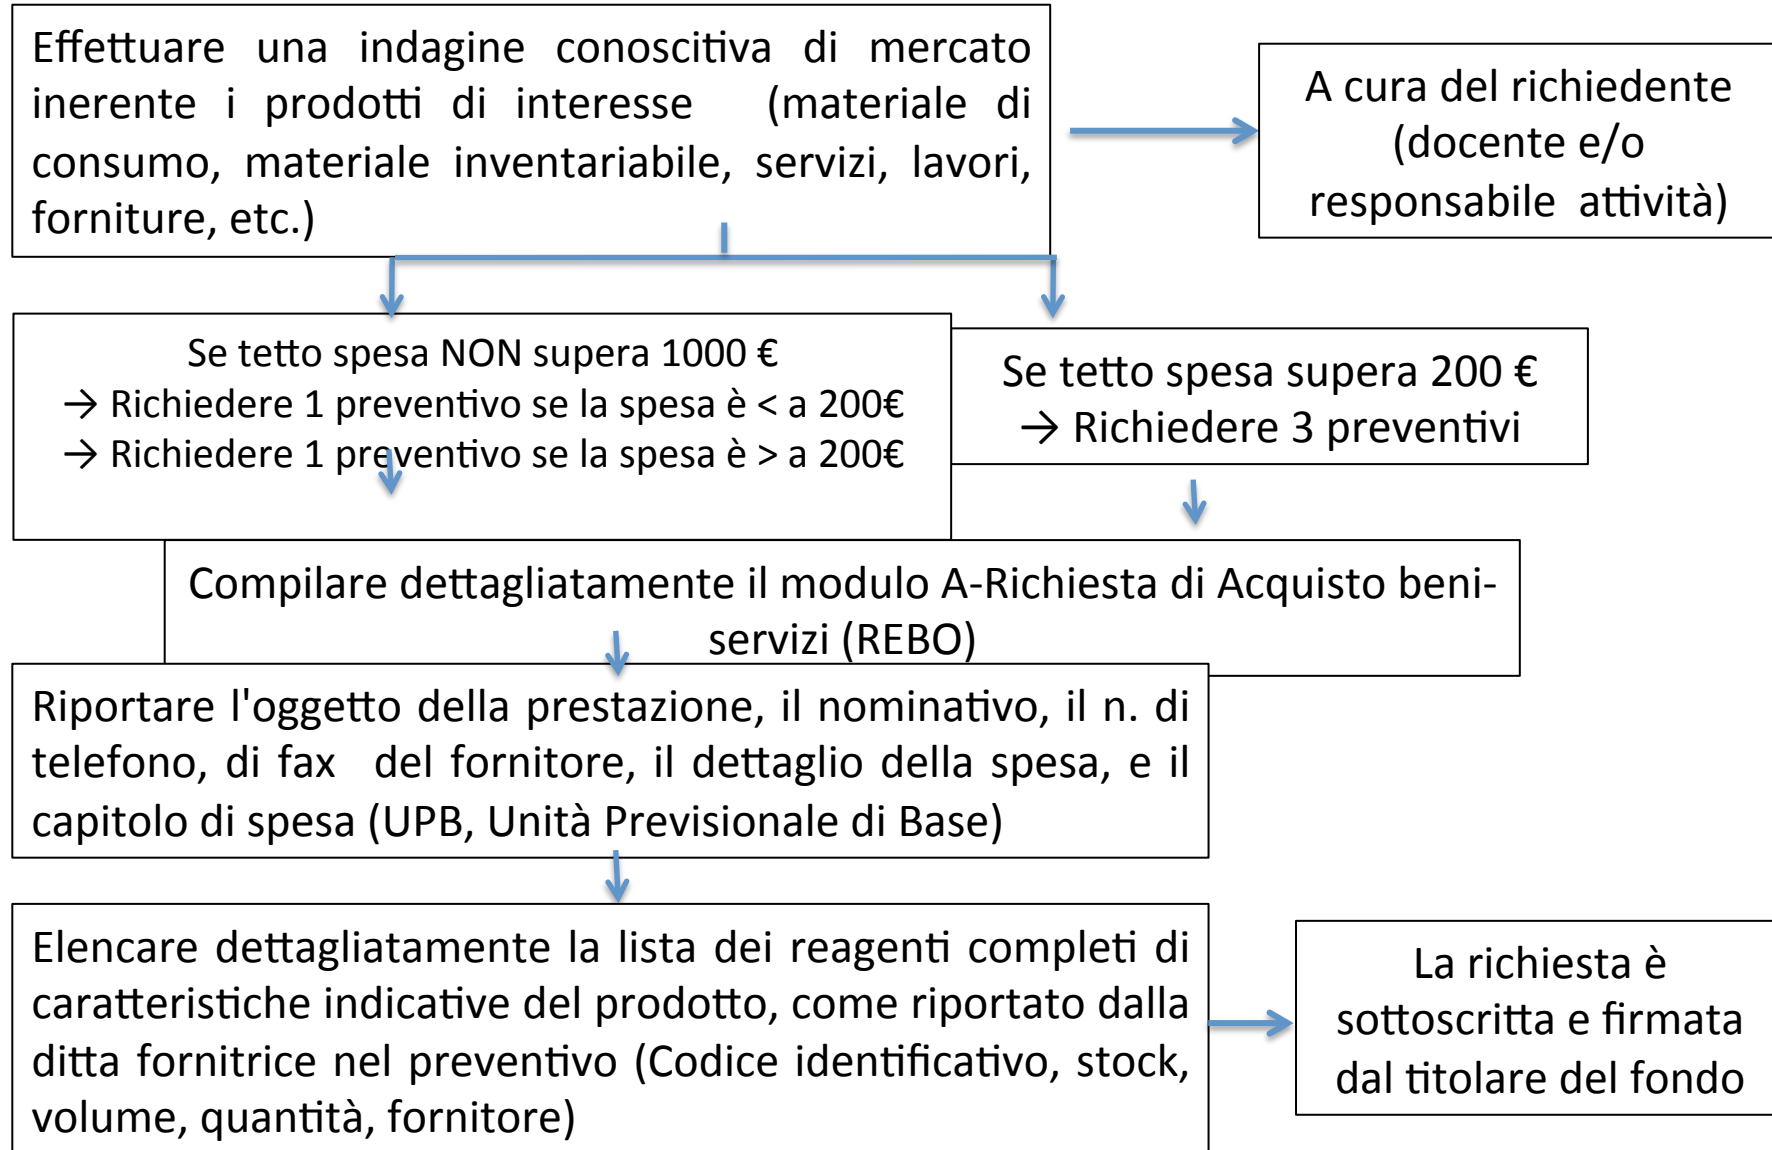 Effettuare una indagine conoscitiva di mercato
inerente i prodotti di interesse (materiale di
consumo, materiale inventariabile, servizi, lavori,
forniture, etc.)
A cura del richiedente
(docente e/o
responsabile attività)
Se tetto spesa NON supera 1000 €
→ Richiedere 1 preventivo se la spesa è < a 200€
→ Richiedere 1 preventivo se la spesa è > a 200€
Se tetto spesa supera 200 €
→ Richiedere 3 preventivi
Compilare dettagliatamente il modulo A-Richiesta di Acquisto beni-
servizi (REBO)
Riportare l'oggetto della prestazione, il nominativo, il n. di
telefono, di fax del fornitore, il dettaglio della spesa, e il
capitolo di spesa (UPB, Unità Previsionale di Base)
Elencare dettagliatamente la lista dei reagenti completi di
caratteristiche indicative del prodotto, come riportato dalla
ditta fornitrice nel preventivo (Codice identificativo, stock,
volume, quantità, fornitore)
La richiesta è
sottoscritta e firmata
dal titolare del fondo